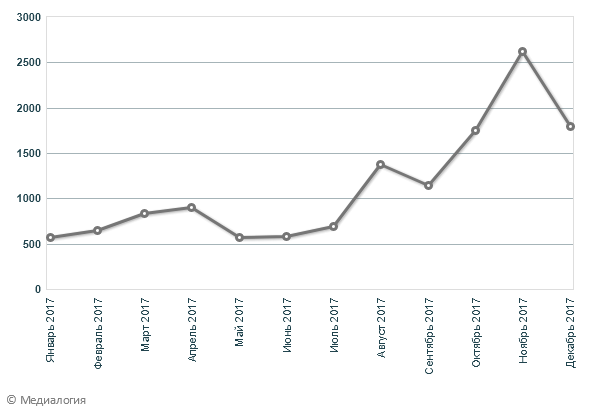 3000
2500
2000
1500
1000
500
0
Январь 2017
Февраль 2017
Март 2017
Апрель 2017
Май 2017
Июнь 2017
Июль 2017
Август 2017
Сентябрь 2017
Октябрь 2017
Ноябрь 2017
Декабрь 2017
© Медиалогия